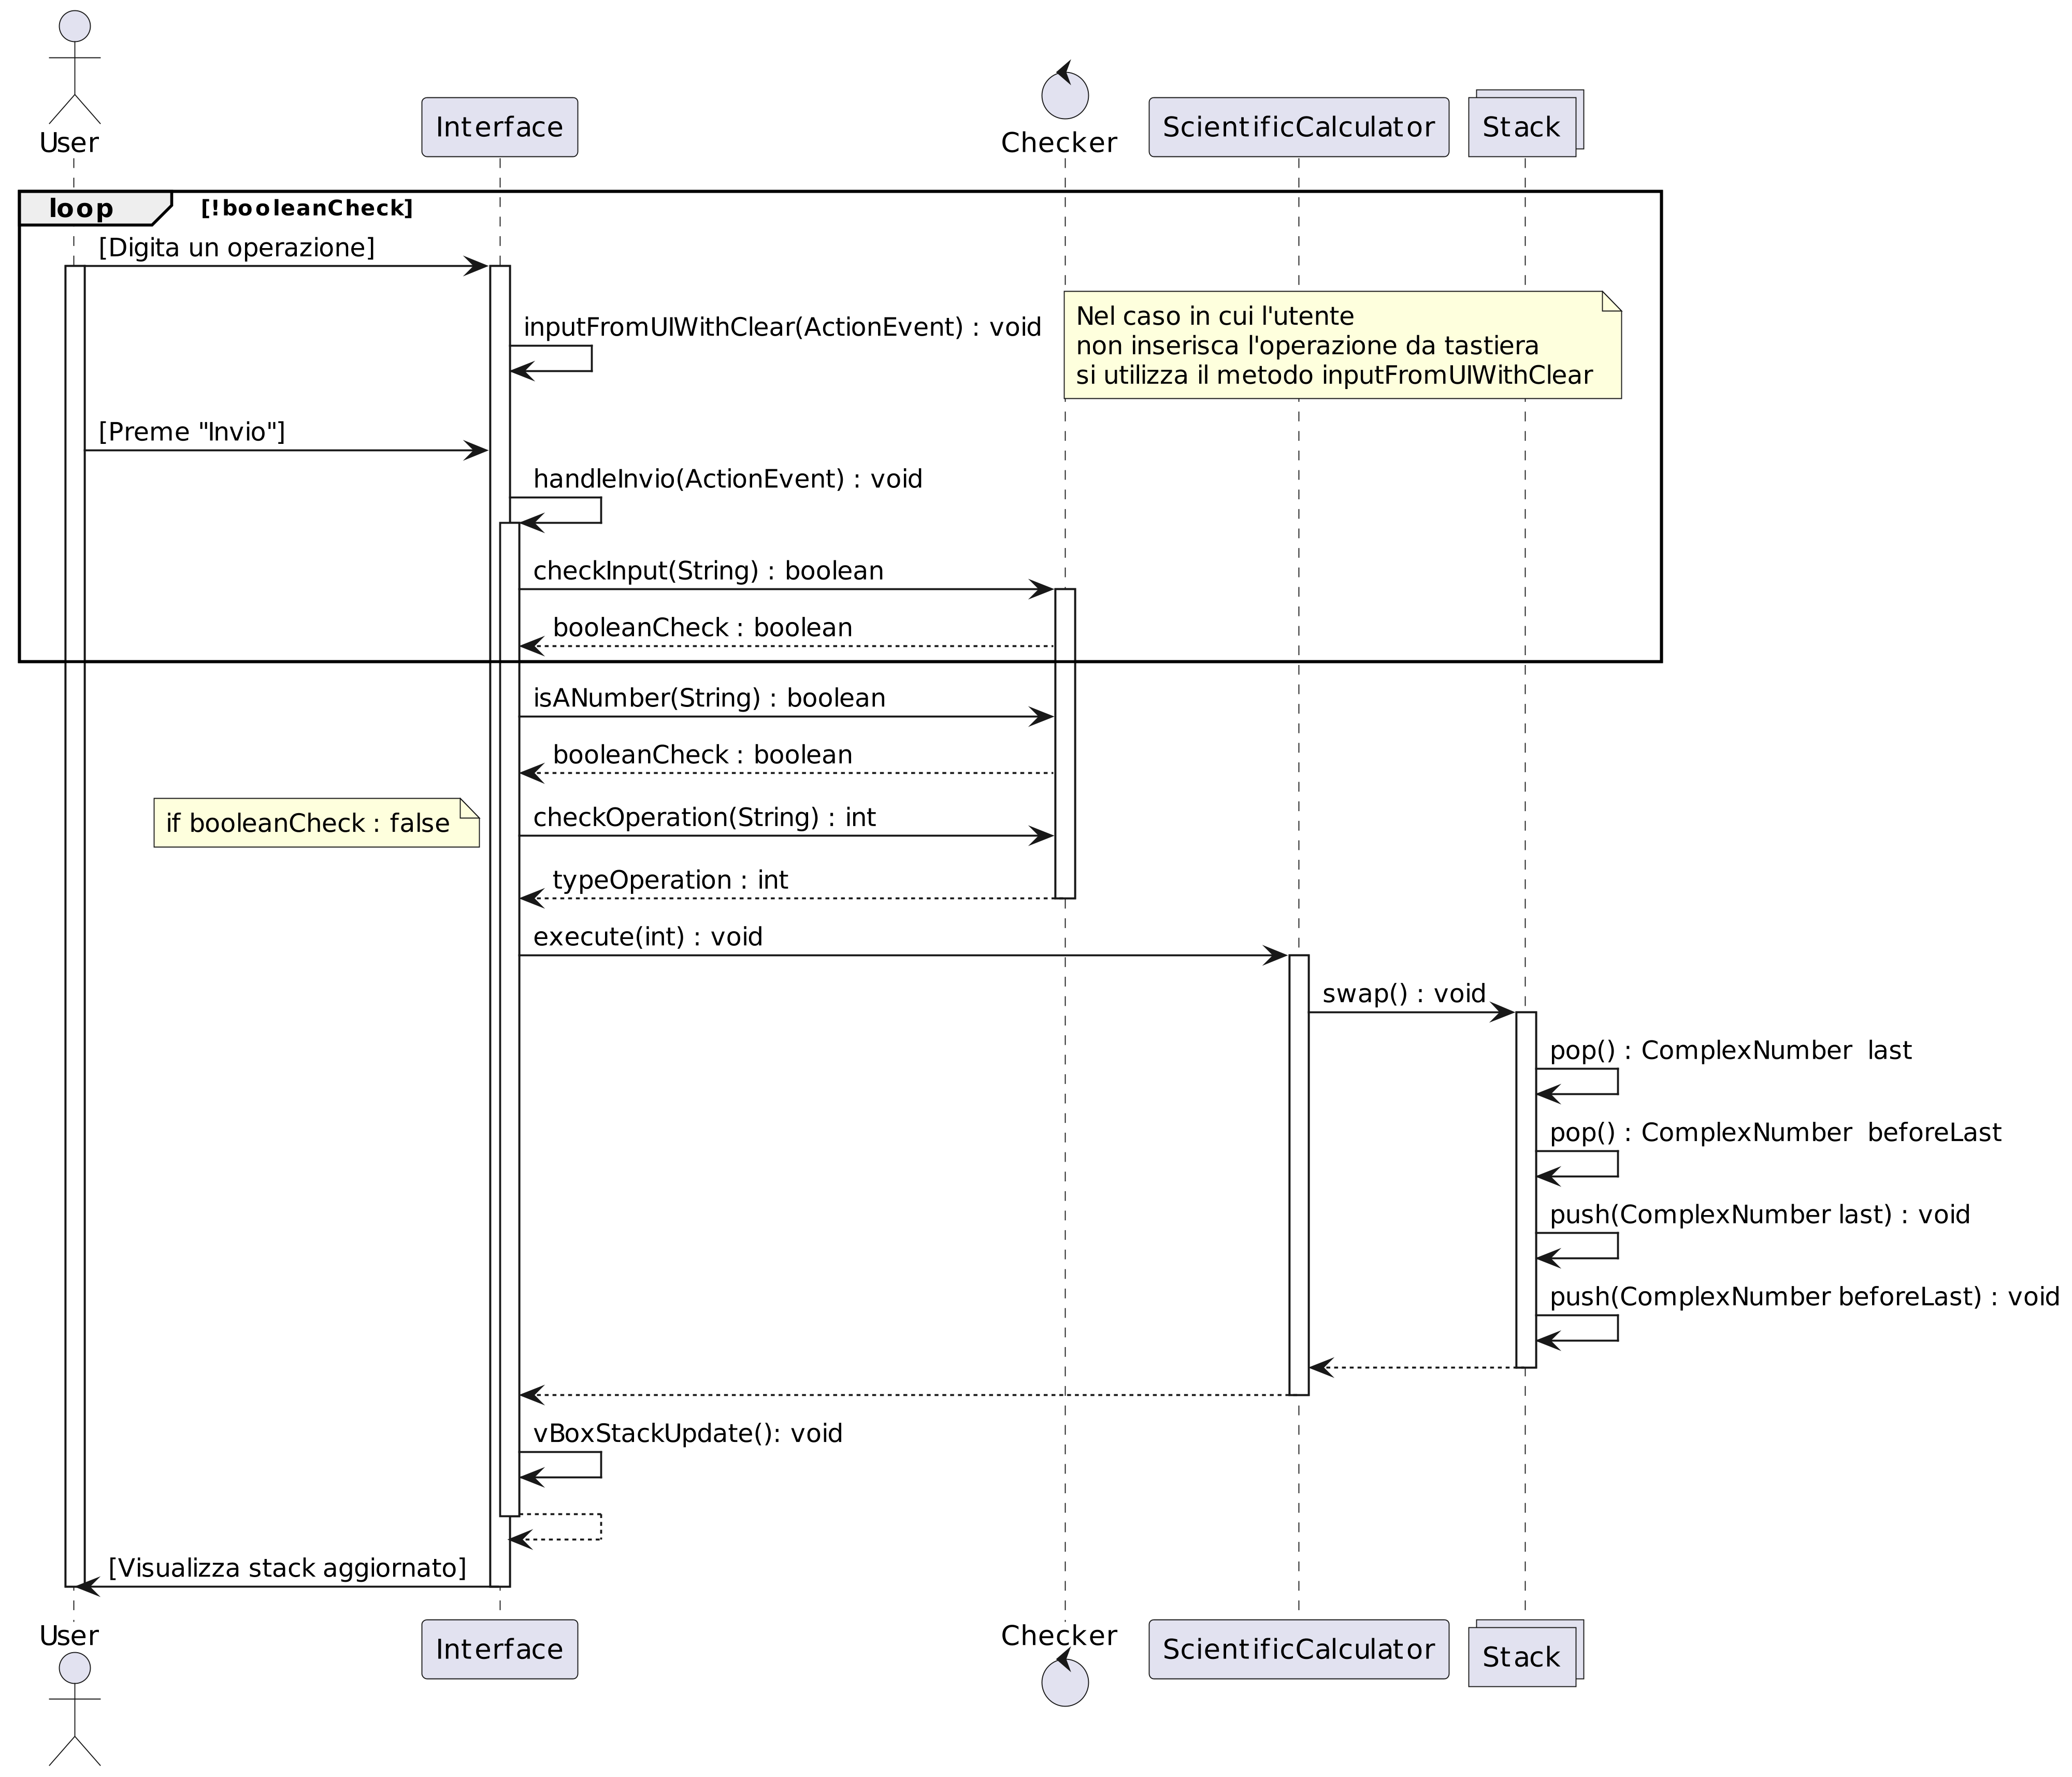 User
Interface
Checker
ScientificCalculator
Stack
loop
[!booleanCheck]
[Digita un operazione]
inputFromUIWithClear(ActionEvent) : void
Nel caso in cui l'utente
non inserisca l'operazione da tastiera
si utilizza il metodo inputFromUIWithClear
[Preme "Invio"]
handleInvio(ActionEvent) : void
checkInput(String) : boolean
booleanCheck : boolean
isANumber(String) : boolean
booleanCheck : boolean
if booleanCheck : false
checkOperation(String) : int
typeOperation : int
execute(int) : void
swap() : void
pop() : ComplexNumber  last
pop() : ComplexNumber  beforeLast
push(ComplexNumber last) : void
push(ComplexNumber beforeLast) : void
vBoxStackUpdate(): void
[Visualizza stack aggiornato]
User
Interface
Checker
ScientificCalculator
Stack